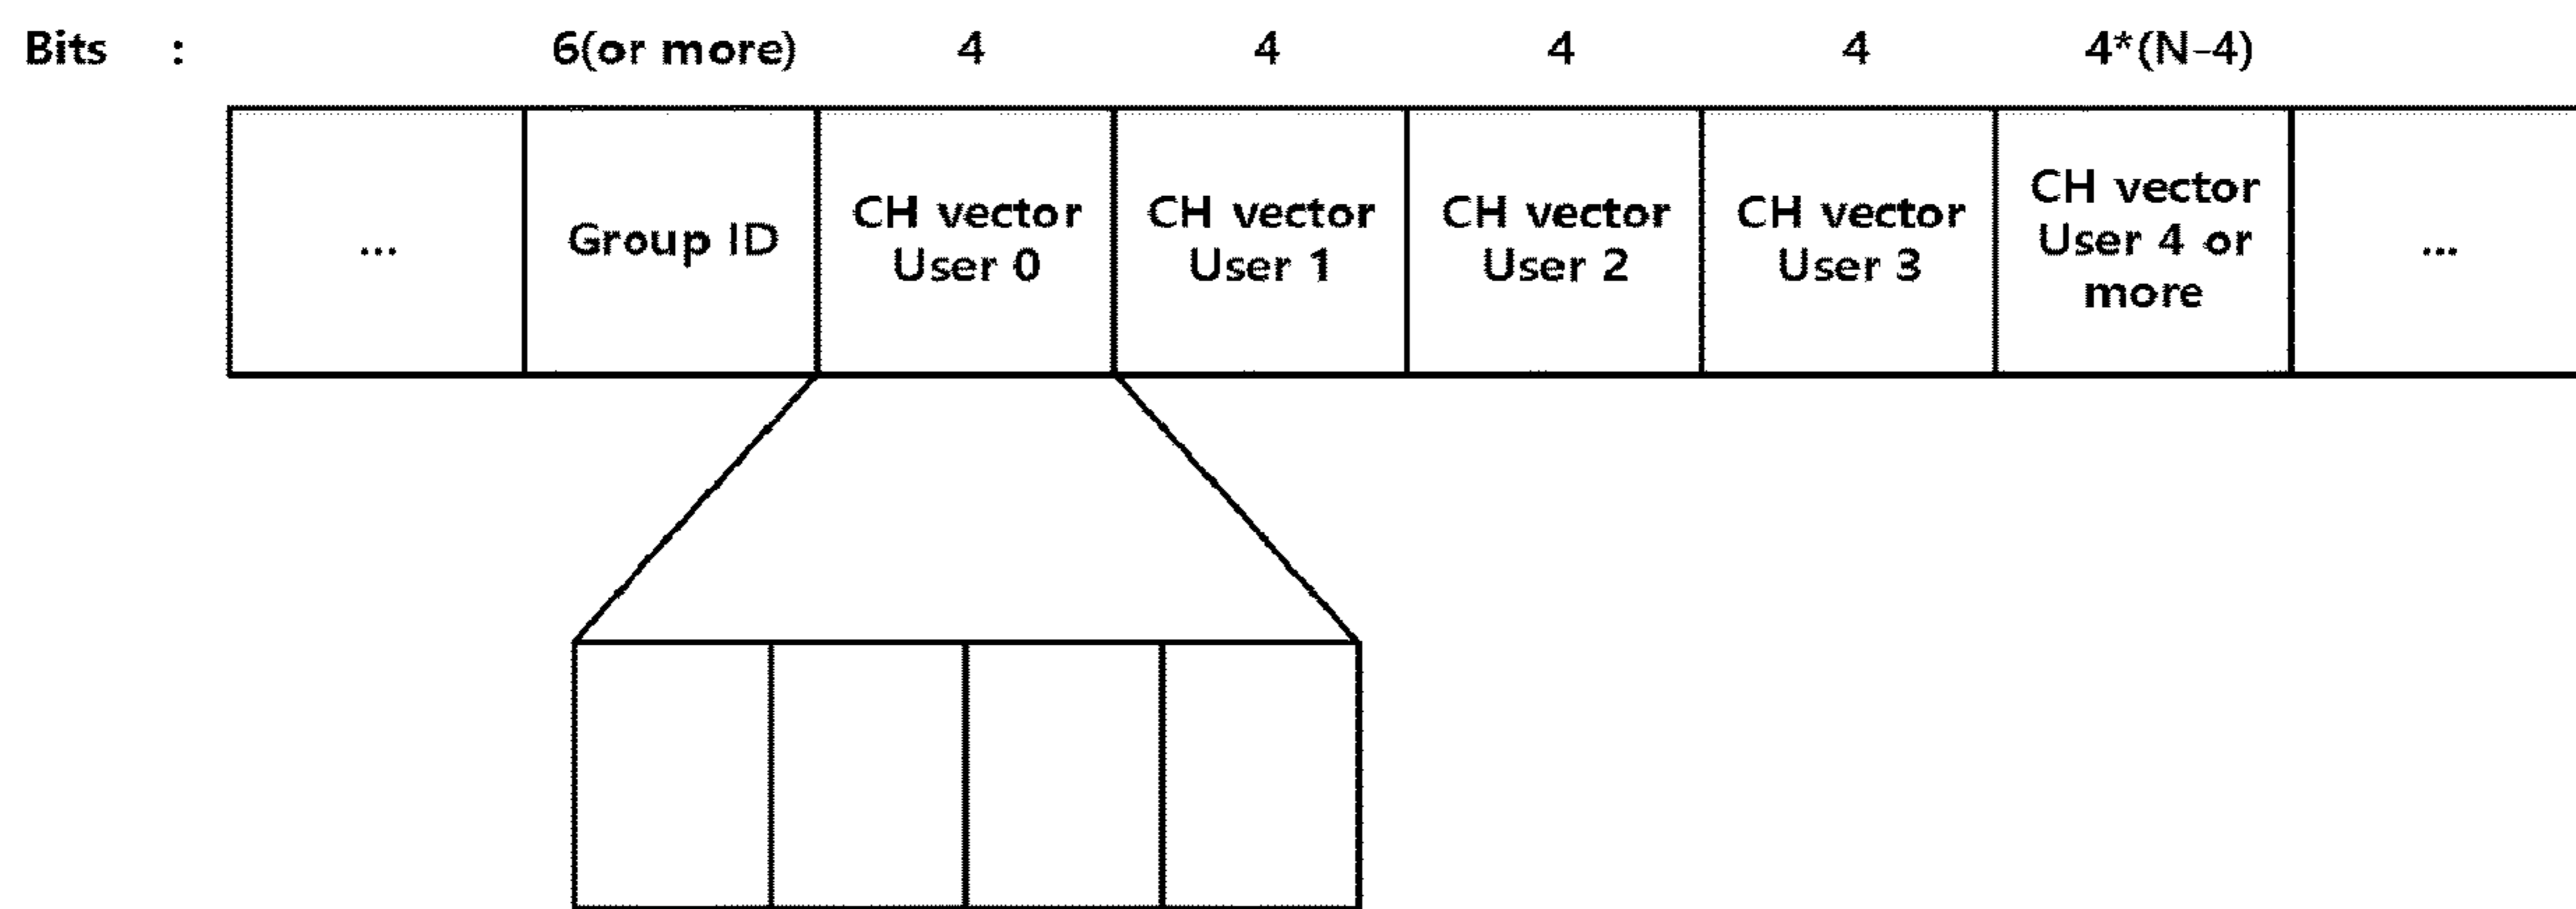 Bits : 6(or more) 4 4 4 4 4*(N-4)
... Group ID CH vector User 0 CH vector User 1 CH vector User 2 CH vector User 3 CH vector User 4 or more ...